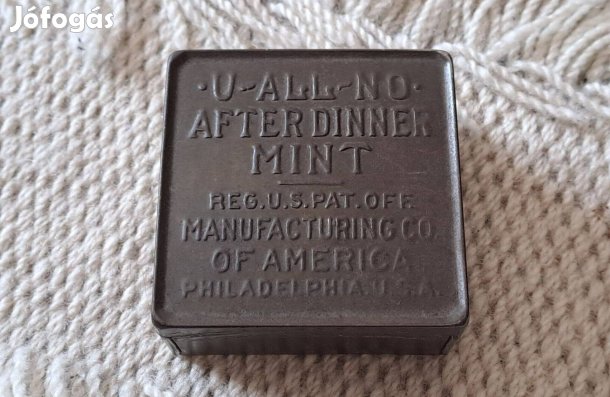 Jófogás
·U-ALL-NO·
AFTER DINNER
MINT
REG. U.S. PAT. OFF.
MANUFACTURING CO.
OF AMERICA
PHILADELPHIA. U.S.A.